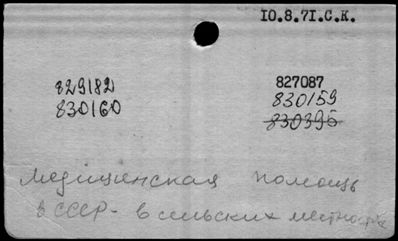 10.8.71.С.К.
829182
830160
827087
830159
830396
Медицинская помощь
в СССР - в сельских местностях